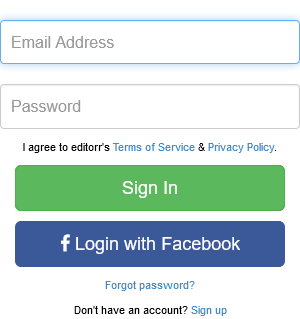 Email Address
Password
I agree to editorr's Terms of Service & Privacy Policy.
Sign In
Login with Facebook
Forgot password?
Don't have an account? Sign up